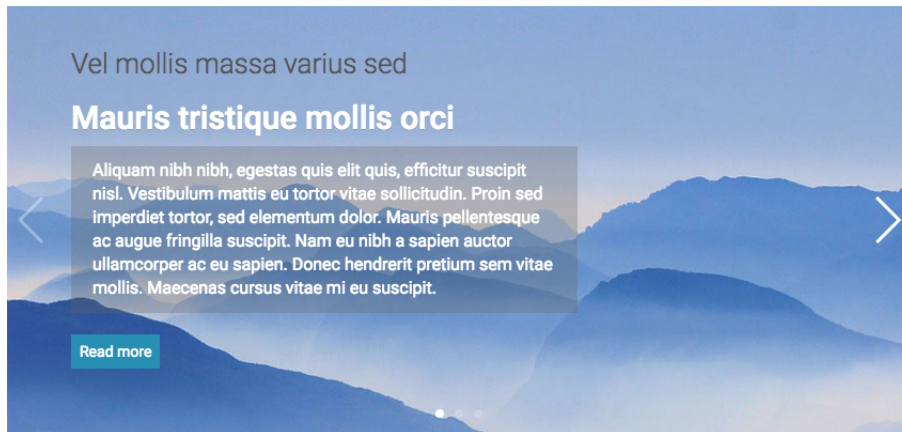 Vel mollis massa varius sed
Mauris tristique mollis orci
Aliquam nibh nibh, egestas quis elit quis, efficitur suscipit
nisl. Vestibulum mattis eu tortor vitae sollicitudin. Proin sed
imperdiet tortor, sed elementum dolor. Mauris pellentesque
ac augue fringilla suscipit. Nam eu nibh a sapien auctor
ullamcorper ac eu sapien. Donec hendrerit pretium sem vitae
mollis. Maecenas cursus vitae mi eu suscipit.
Read more